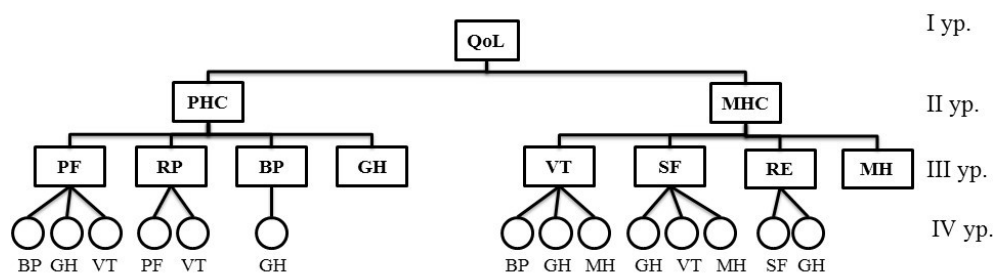 I ур.
QoL
PHC MHC II ур.
PF RP BP GH VT SF RE MH III ур.
IV ур.
BP GH VT PF VT GH BP GH MH GH VT MH SF GH